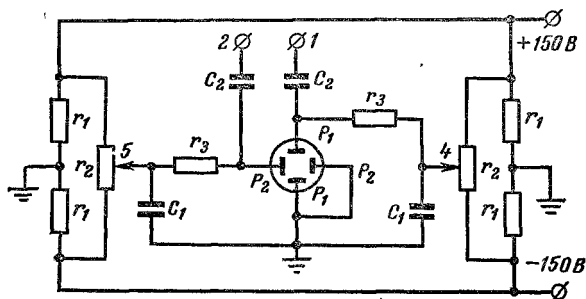 2 1
+150 В
C₂ C₂
r₃
r₁ P₁ r₁
5 r₃ 4
r₂ P₂ P₂ r₂
r₁ P₁ r₁
C₁ C₁
−150 В